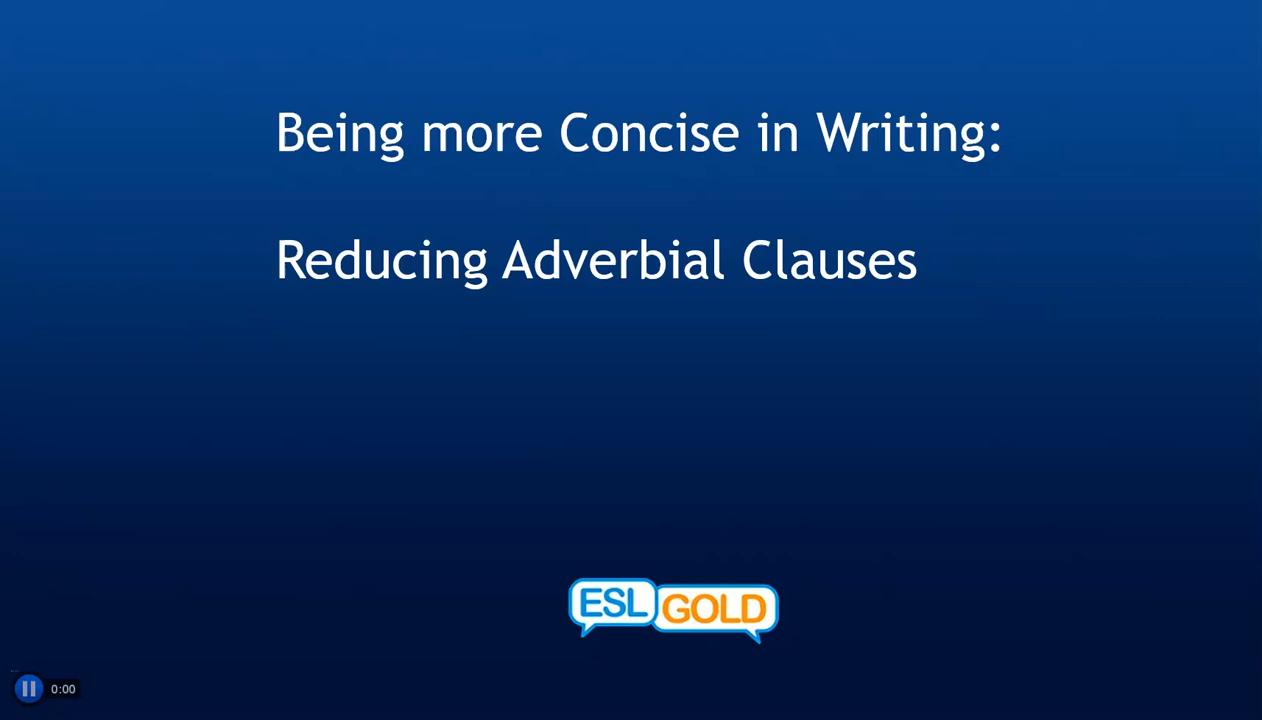 Being more Concise in Writing:
Reducing Adverbial Clauses
ESL GOLD
0:00